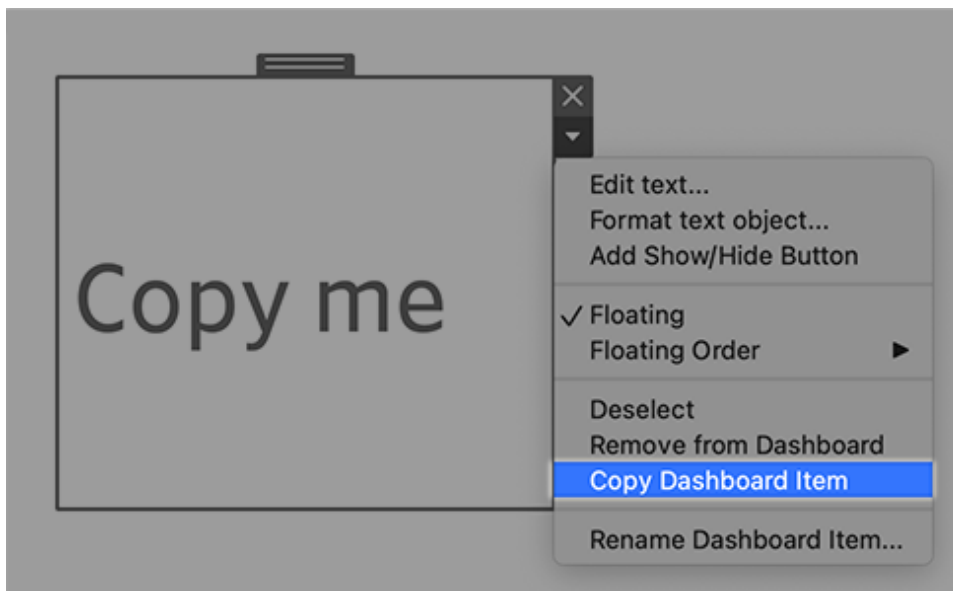 Copy me
Edit text...
Format text object...
Add Show/Hide Button
Floating
Floating Order
Deselect
Remove from Dashboard
Copy Dashboard Item
Rename Dashboard Item...